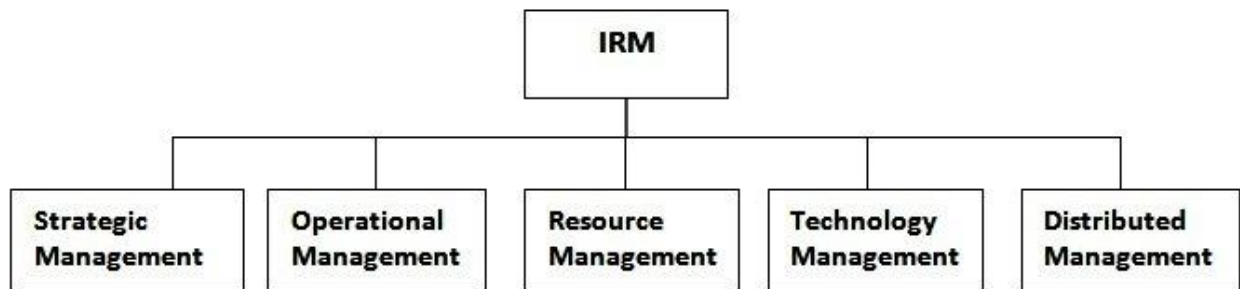 IRM
Strategic
Management
Operational
Management
Resource
Management
Technology
Management
Distributed
Management